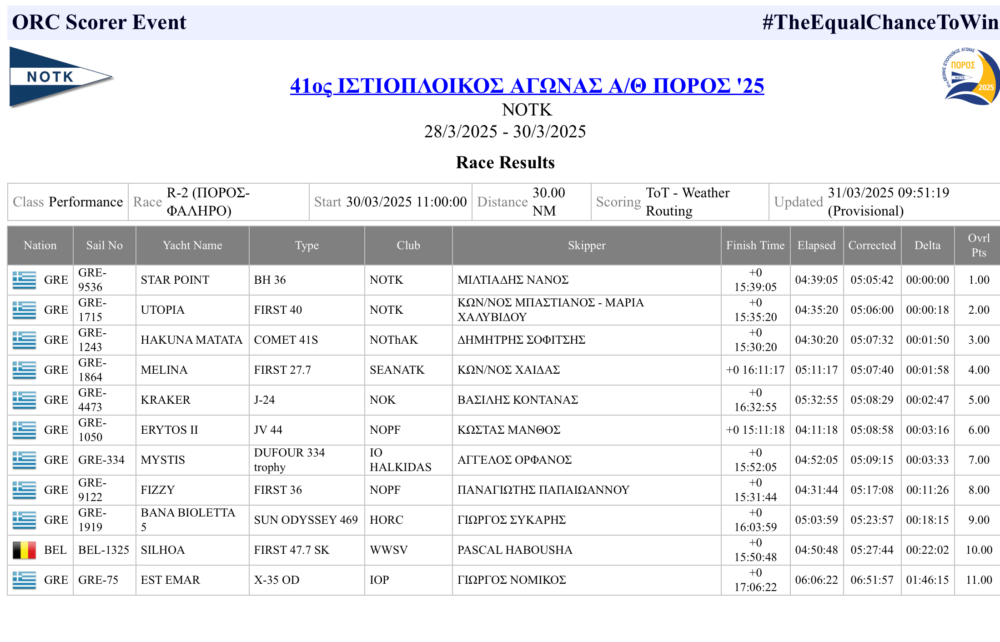 ORC Scorer Event #TheEqualChanceToWin
NOTK
41ος ΔΙΕΘΝΗΣ ΙΣΤΙΟΠΛΟΪΚΟΣ ΑΓΩΝΑΣ
ΠΟΡΟΣ
NOTK
2025
41ος ΙΣΤΙΟΠΛΟΙΚΟΣ ΑΓΩΝΑΣ Α/Θ ΠΟΡΟΣ '25
NOTK
28/3/2025 - 30/3/2025
Race Results
Class Performance Race R-2 (ΠΟΡΟΣ-ΦΑΛΗΡΟ) Start 30/03/2025 11:00:00 Distance 30.00 NM Scoring ToT - Weather Routing Updated 31/03/2025 09:51:19 (Provisional)
Nation Sail No Yacht Name Type Club Skipper Finish Time Elapsed Corrected Delta Ovrl Pts
GRE GRE-9536 STAR POINT BH 36 NOTK ΜΙΛΤΙΑΔΗΣ ΝΑΝΟΣ +0 15:39:05 04:39:05 05:05:42 00:00:00 1.00
GRE GRE-1715 UTOPIA FIRST 40 NOTK ΚΩΝ/ΝΟΣ ΜΠΑΣΤΙΑΝΟΣ - ΜΑΡΙΑ ΧΑΛΥΒΙΔΟΥ +0 15:35:20 04:35:20 05:06:00 00:00:18 2.00
GRE GRE-1243 HAKUNA MATATA COMET 41S NOThAK ΔΗΜΗΤΡΗΣ ΣΟΦΙΤΣΗΣ +0 15:30:20 04:30:20 05:07:32 00:01:50 3.00
GRE GRE-1864 MELINA FIRST 27.7 SEANATK ΚΩΝ/ΝΟΣ ΧΑΙΔΑΣ +0 16:11:17 05:11:17 05:07:40 00:01:58 4.00
GRE GRE-4473 KRAKER J-24 NOK ΒΑΣΙΛΗΣ ΚΟΝΤΑΝΑΣ +0 16:32:55 05:32:55 05:08:29 00:02:47 5.00
GRE GRE-1050 ERYTOS II JV 44 NOPF ΚΩΣΤΑΣ ΜΑΝΘΟΣ +0 15:11:18 04:11:18 05:08:58 00:03:16 6.00
GRE GRE-334 MYSTIS DUFOUR 334 trophy IO HALKIDAS ΑΓΓΕΛΟΣ ΟΡΦΑΝΟΣ +0 15:52:05 04:52:05 05:09:15 00:03:33 7.00
GRE GRE-9122 FIZZY FIRST 36 NOPF ΠΑΝΑΓΙΩΤΗΣ ΠΑΠΑΙΩΑΝΝΟΥ +0 15:31:44 04:31:44 05:17:08 00:11:26 8.00
GRE GRE-1919 BANA BIOLETTA 5 SUN ODYSSEY 469 HORC ΓΙΩΡΓΟΣ ΣΥΚΑΡΗΣ +0 16:03:59 05:03:59 05:23:57 00:18:15 9.00
BEL BEL-1325 SILHOA FIRST 47.7 SK WWSV PASCAL HABOUSHA +0 15:50:48 04:50:48 05:27:44 00:22:02 10.00
GRE GRE-75 EST EMAR X-35 OD IOP ΓΙΩΡΓΟΣ ΝΟΜΙΚΟΣ +0 17:06:22 06:06:22 06:51:57 01:46:15 11.00